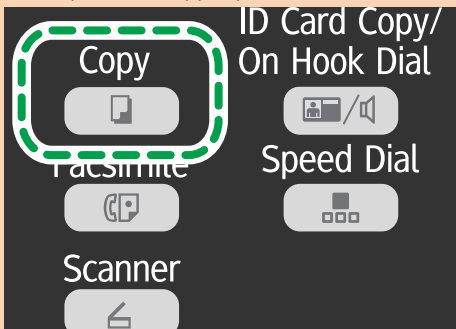 Copy
ID Card Copy/
On Hook Dial
Facsimile
Speed Dial
Scanner